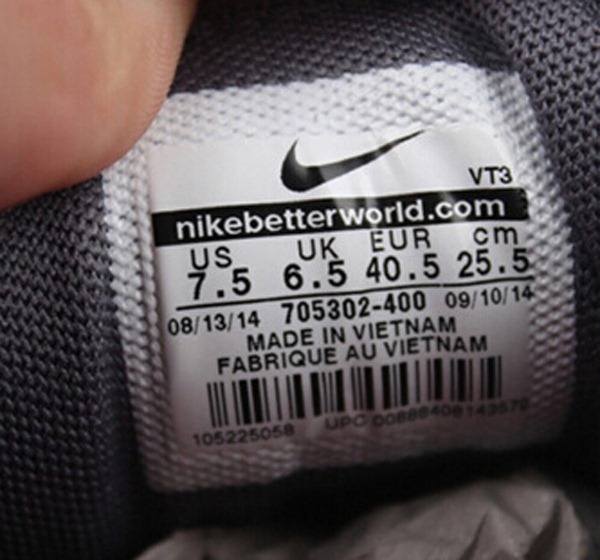 VT3
nikebetterworld.com
US UK EUR cm
7.5 6.5 40.5 25.5
08/13/14 705302-400 09/10/14
MADE IN VIETNAM
FABRIQUE AU VIETNAM
105225058 UPC